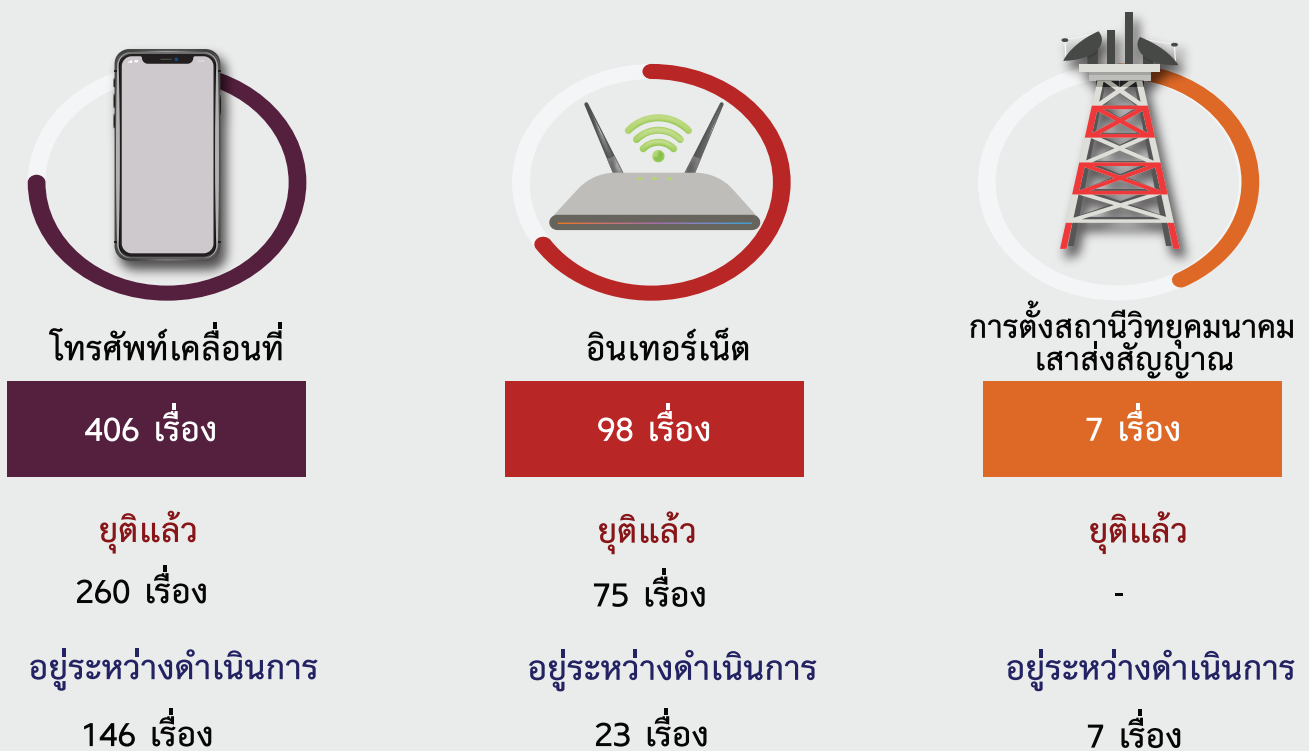 โทรศัพท์เคลื่อนที่
406 เรื่อง
ยุติแล้ว
260 เรื่อง
อยู่ระหว่างดำเนินการ
146 เรื่อง
อินเทอร์เน็ต
98 เรื่อง
ยุติแล้ว
75 เรื่อง
อยู่ระหว่างดำเนินการ
23 เรื่อง
การตั้งสถานีวิทยุคมนาคม
เสาส่งสัญญาณ
7 เรื่อง
ยุติแล้ว
-
อยู่ระหว่างดำเนินการ
7 เรื่อง